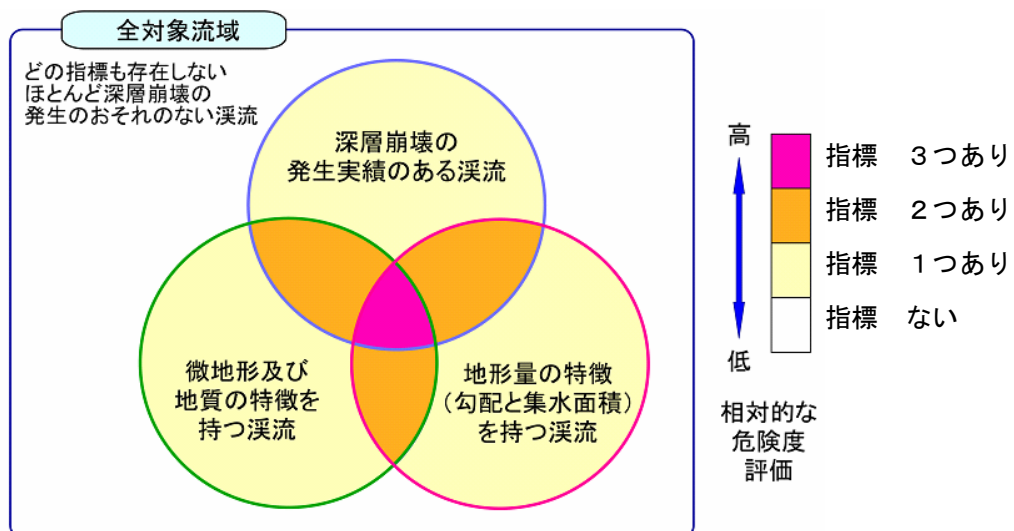 全対象流域
どの指標も存在しない
ほとんど深層崩壊の
発生のおそれのない渓流
深層崩壊の
発生実績のある渓流
微地形及び
地質の特徴を
持つ渓流
地形量の特徴
（勾配と集水面積）
を持つ渓流
高
低
指標　３つあり
指標　２つあり
指標　１つあり
指標　ない
相対的な
危険度
評価